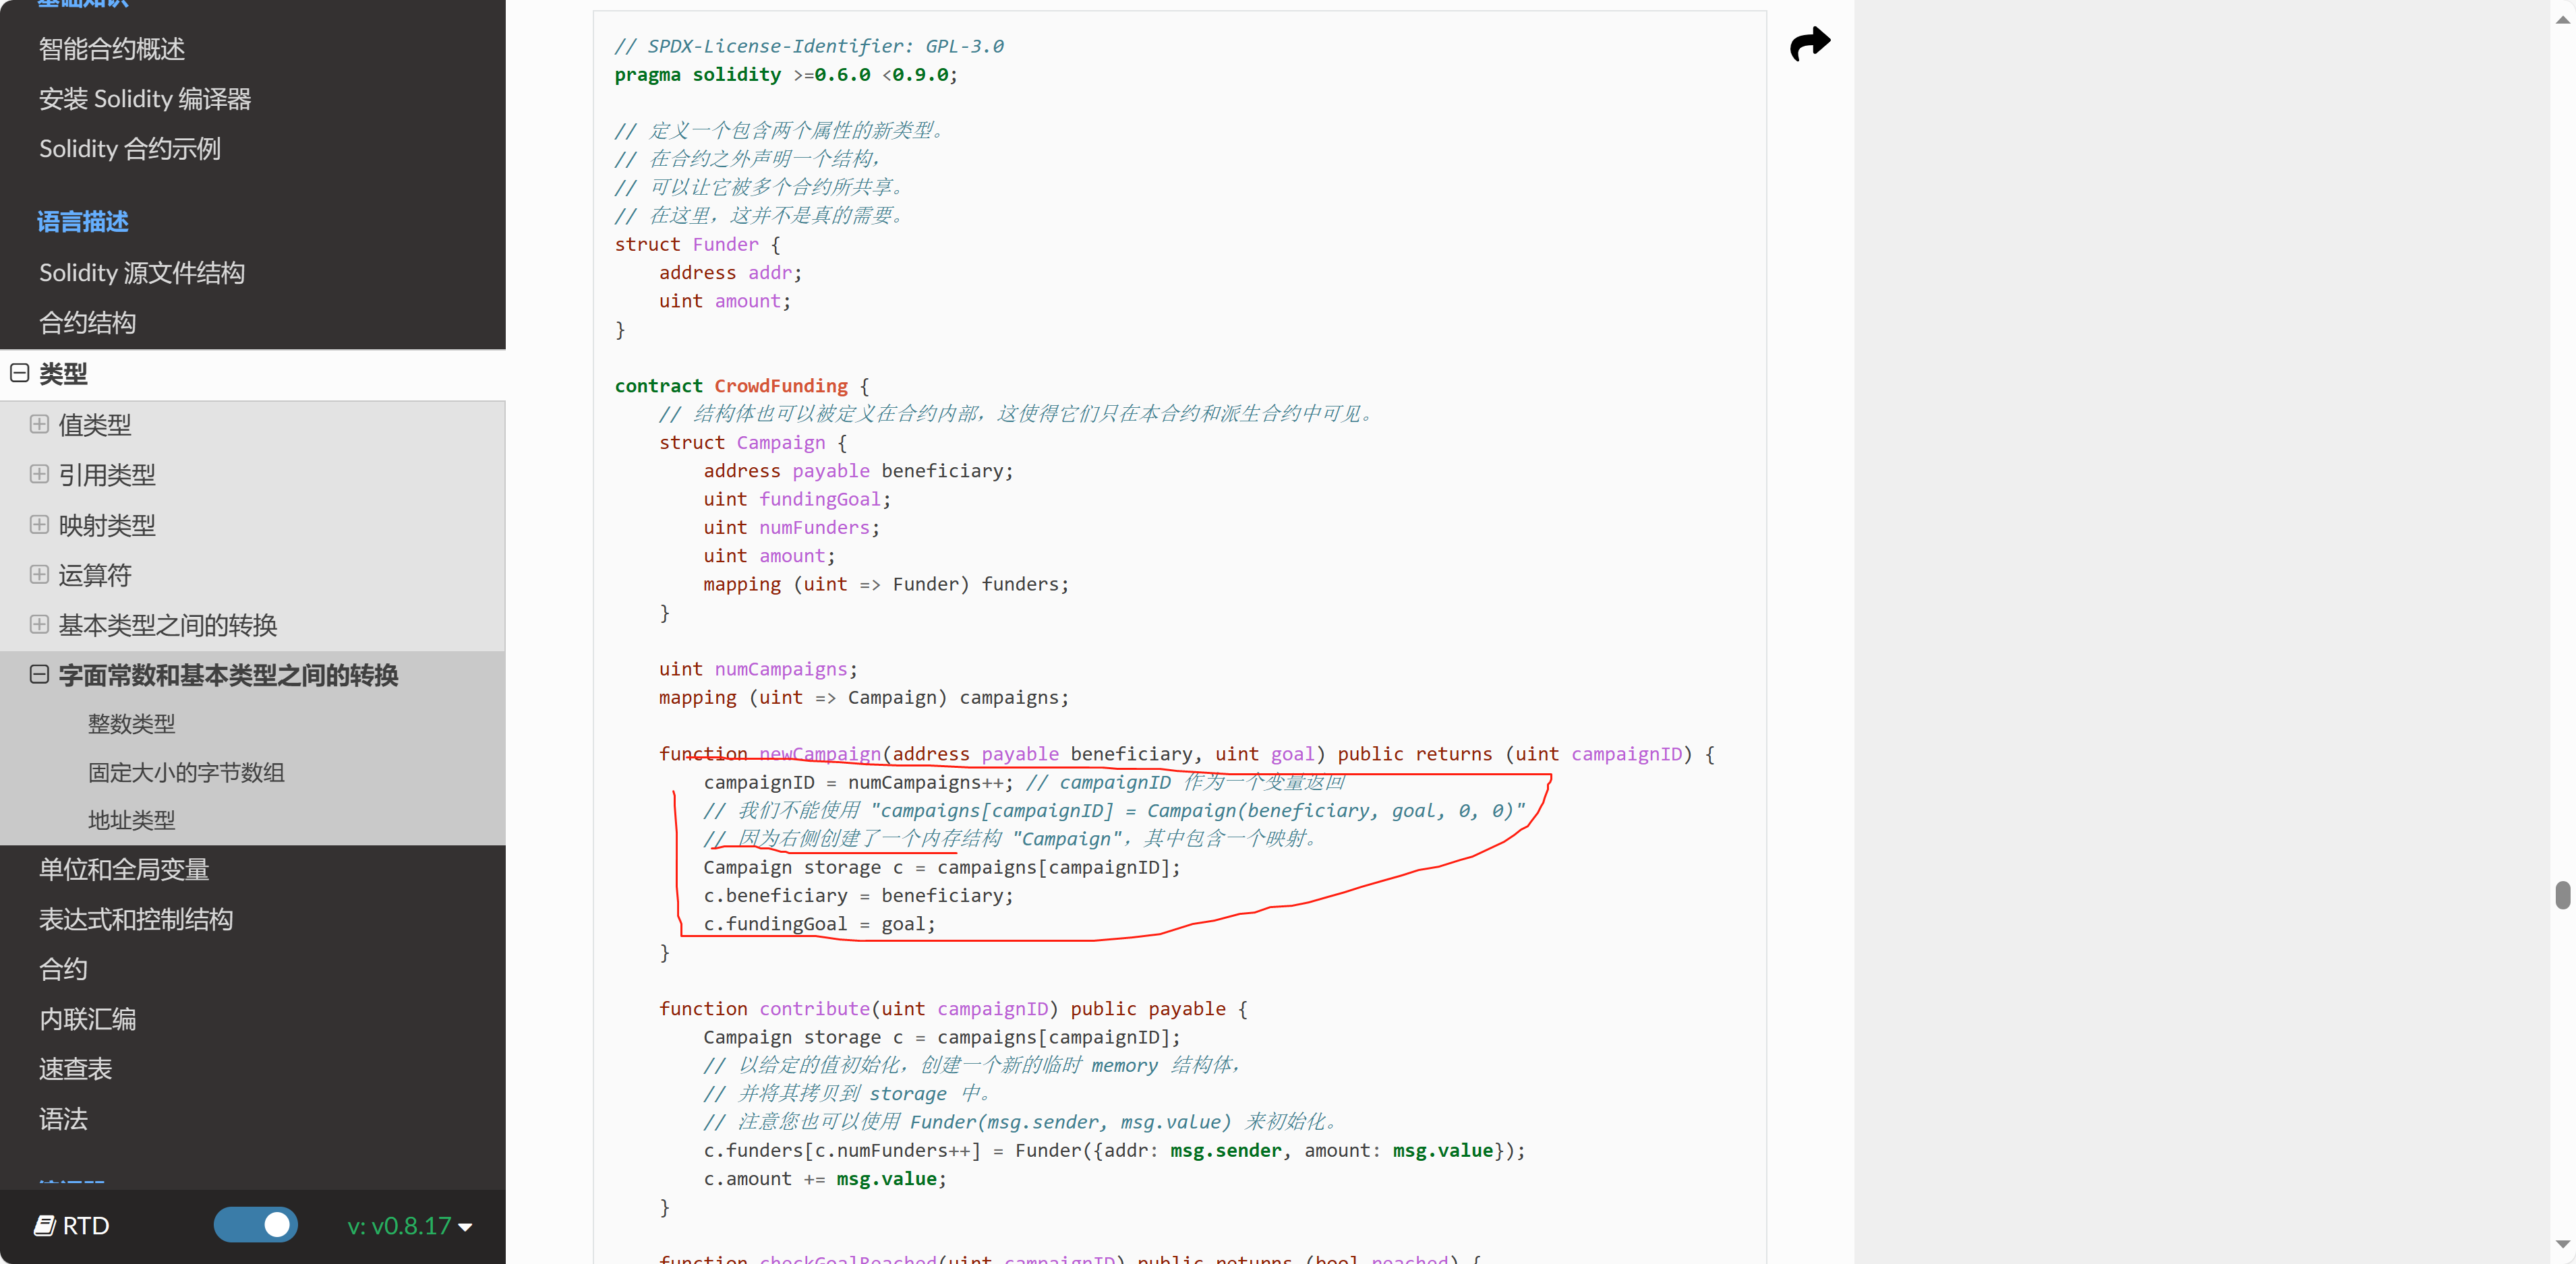 基础知识
智能合约概述
安装 Solidity 编译器
Solidity 合约示例
语言描述
Solidity 源文件结构
合约结构
类型
值类型
引用类型
映射类型
运算符
基本类型之间的转换
字面常数和基本类型之间的转换
整数类型
固定大小的字节数组
地址类型
单位和全局变量
表达式和控制结构
合约
内联汇编
速查表
语法
RTD
v: v0.8.17
// SPDX-License-Identifier: GPL-3.0
pragma solidity >=0.6.0 <0.9.0;
// 定义一个包含两个属性的新类型。
// 在合约之外声明一个结构，
// 可以让它被多个合约所共享。
// 在这里，这并不是真的需要。
struct Funder {
address addr;
uint amount;
}
contract CrowdFunding {
// 结构体也可以被定义在合约内部，这使得它们只在本合约和派生合约中可见。
struct Campaign {
address payable beneficiary;
uint fundingGoal;
uint numFunders;
uint amount;
mapping (uint => Funder) funders;
}
uint numCampaigns;
mapping (uint => Campaign) campaigns;
function newCampaign(address payable beneficiary, uint goal) public returns (uint campaignID) {
campaignID = numCampaigns++; // campaignID 作为一个变量返回
// 我们不能使用 "campaigns[campaignID] = Campaign(beneficiary, goal, 0, 0)"
// 因为右侧创建了一个内存结构 "Campaign"，其中包含一个映射。
Campaign storage c = campaigns[campaignID];
c.beneficiary = beneficiary;
c.fundingGoal = goal;
}
function contribute(uint campaignID) public payable {
Campaign storage c = campaigns[campaignID];
// 以给定的值初始化，创建一个新的临时 memory 结构体，
// 并将其拷贝到 storage 中。
// 注意您也可以使用 Funder(msg.sender, msg.value) 来初始化。
c.funders[c.numFunders++] = Funder({addr: msg.sender, amount: msg.value});
c.amount += msg.value;
}
function checkGoalReached(uint campaignID) public returns (bool reached) {